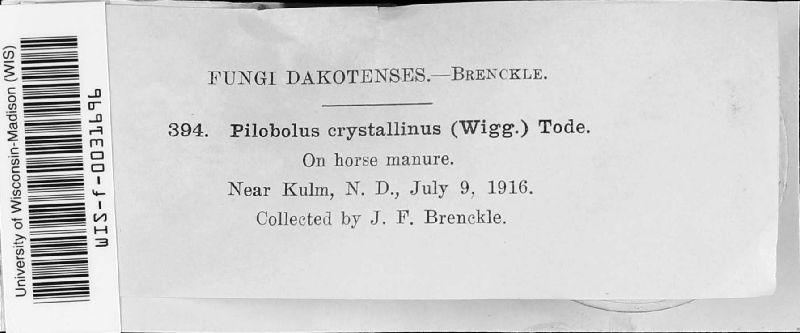 University of Wisconsin-Madison (WIS)
WIS-f-0031696
FUNGI DAKOTENSES.—BRENCKLE.
394. Pilobolus crystallinus (Wigg.) Tode.
On horse manure.
Near Kulm, N. D., July 9, 1916.
Collected by J. F. Brenckle.